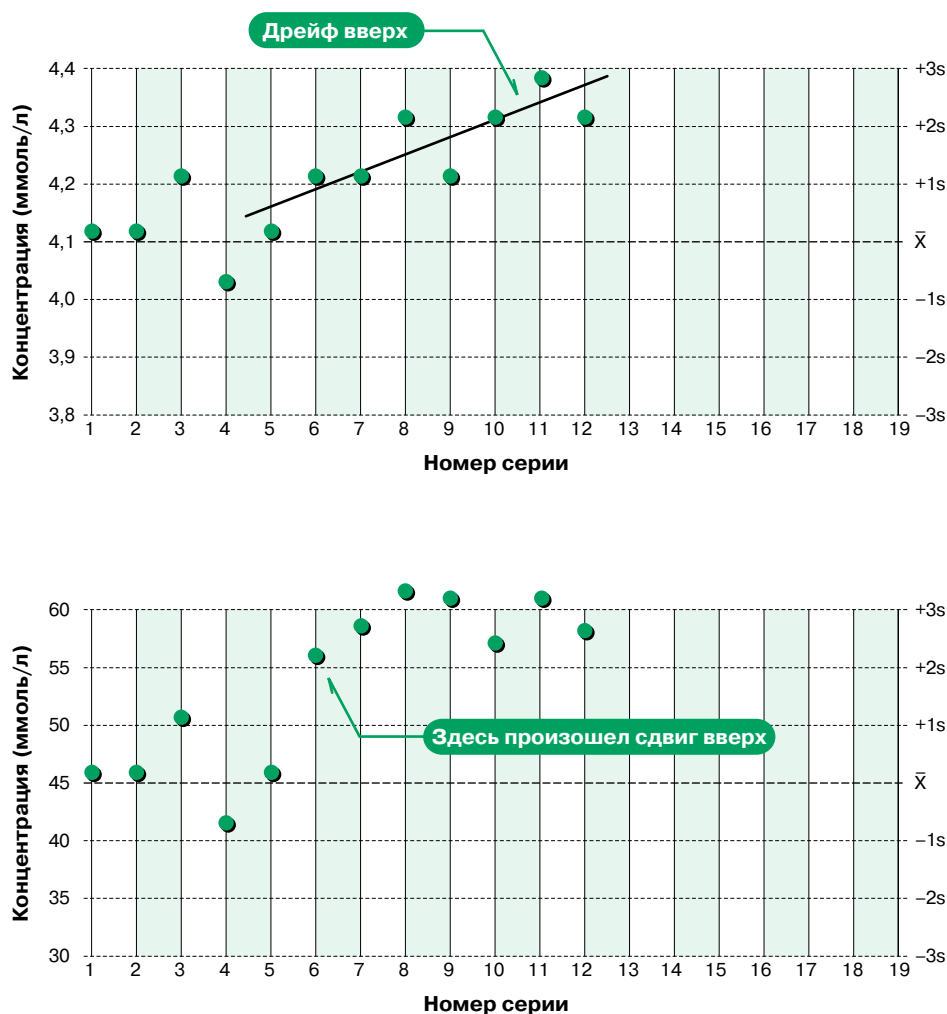 Дрейф вверх
Концентрация (ммоль/л)
4,4
4,3
4,2
4,1
4,0
3,9
3,8
+3s
+2s
+1s
X̄
–1s
–2s
–3s
1 2 3 4 5 6 7 8 9 10 11 12 13 14 15 16 17 18 19
Номер серии
Концентрация (ммоль/л)
60
55
50
45
40
35
30
Здесь произошел сдвиг вверх
+3s
+2s
+1s
X̄
–1s
–2s
–3s
1 2 3 4 5 6 7 8 9 10 11 12 13 14 15 16 17 18 19
Номер серии